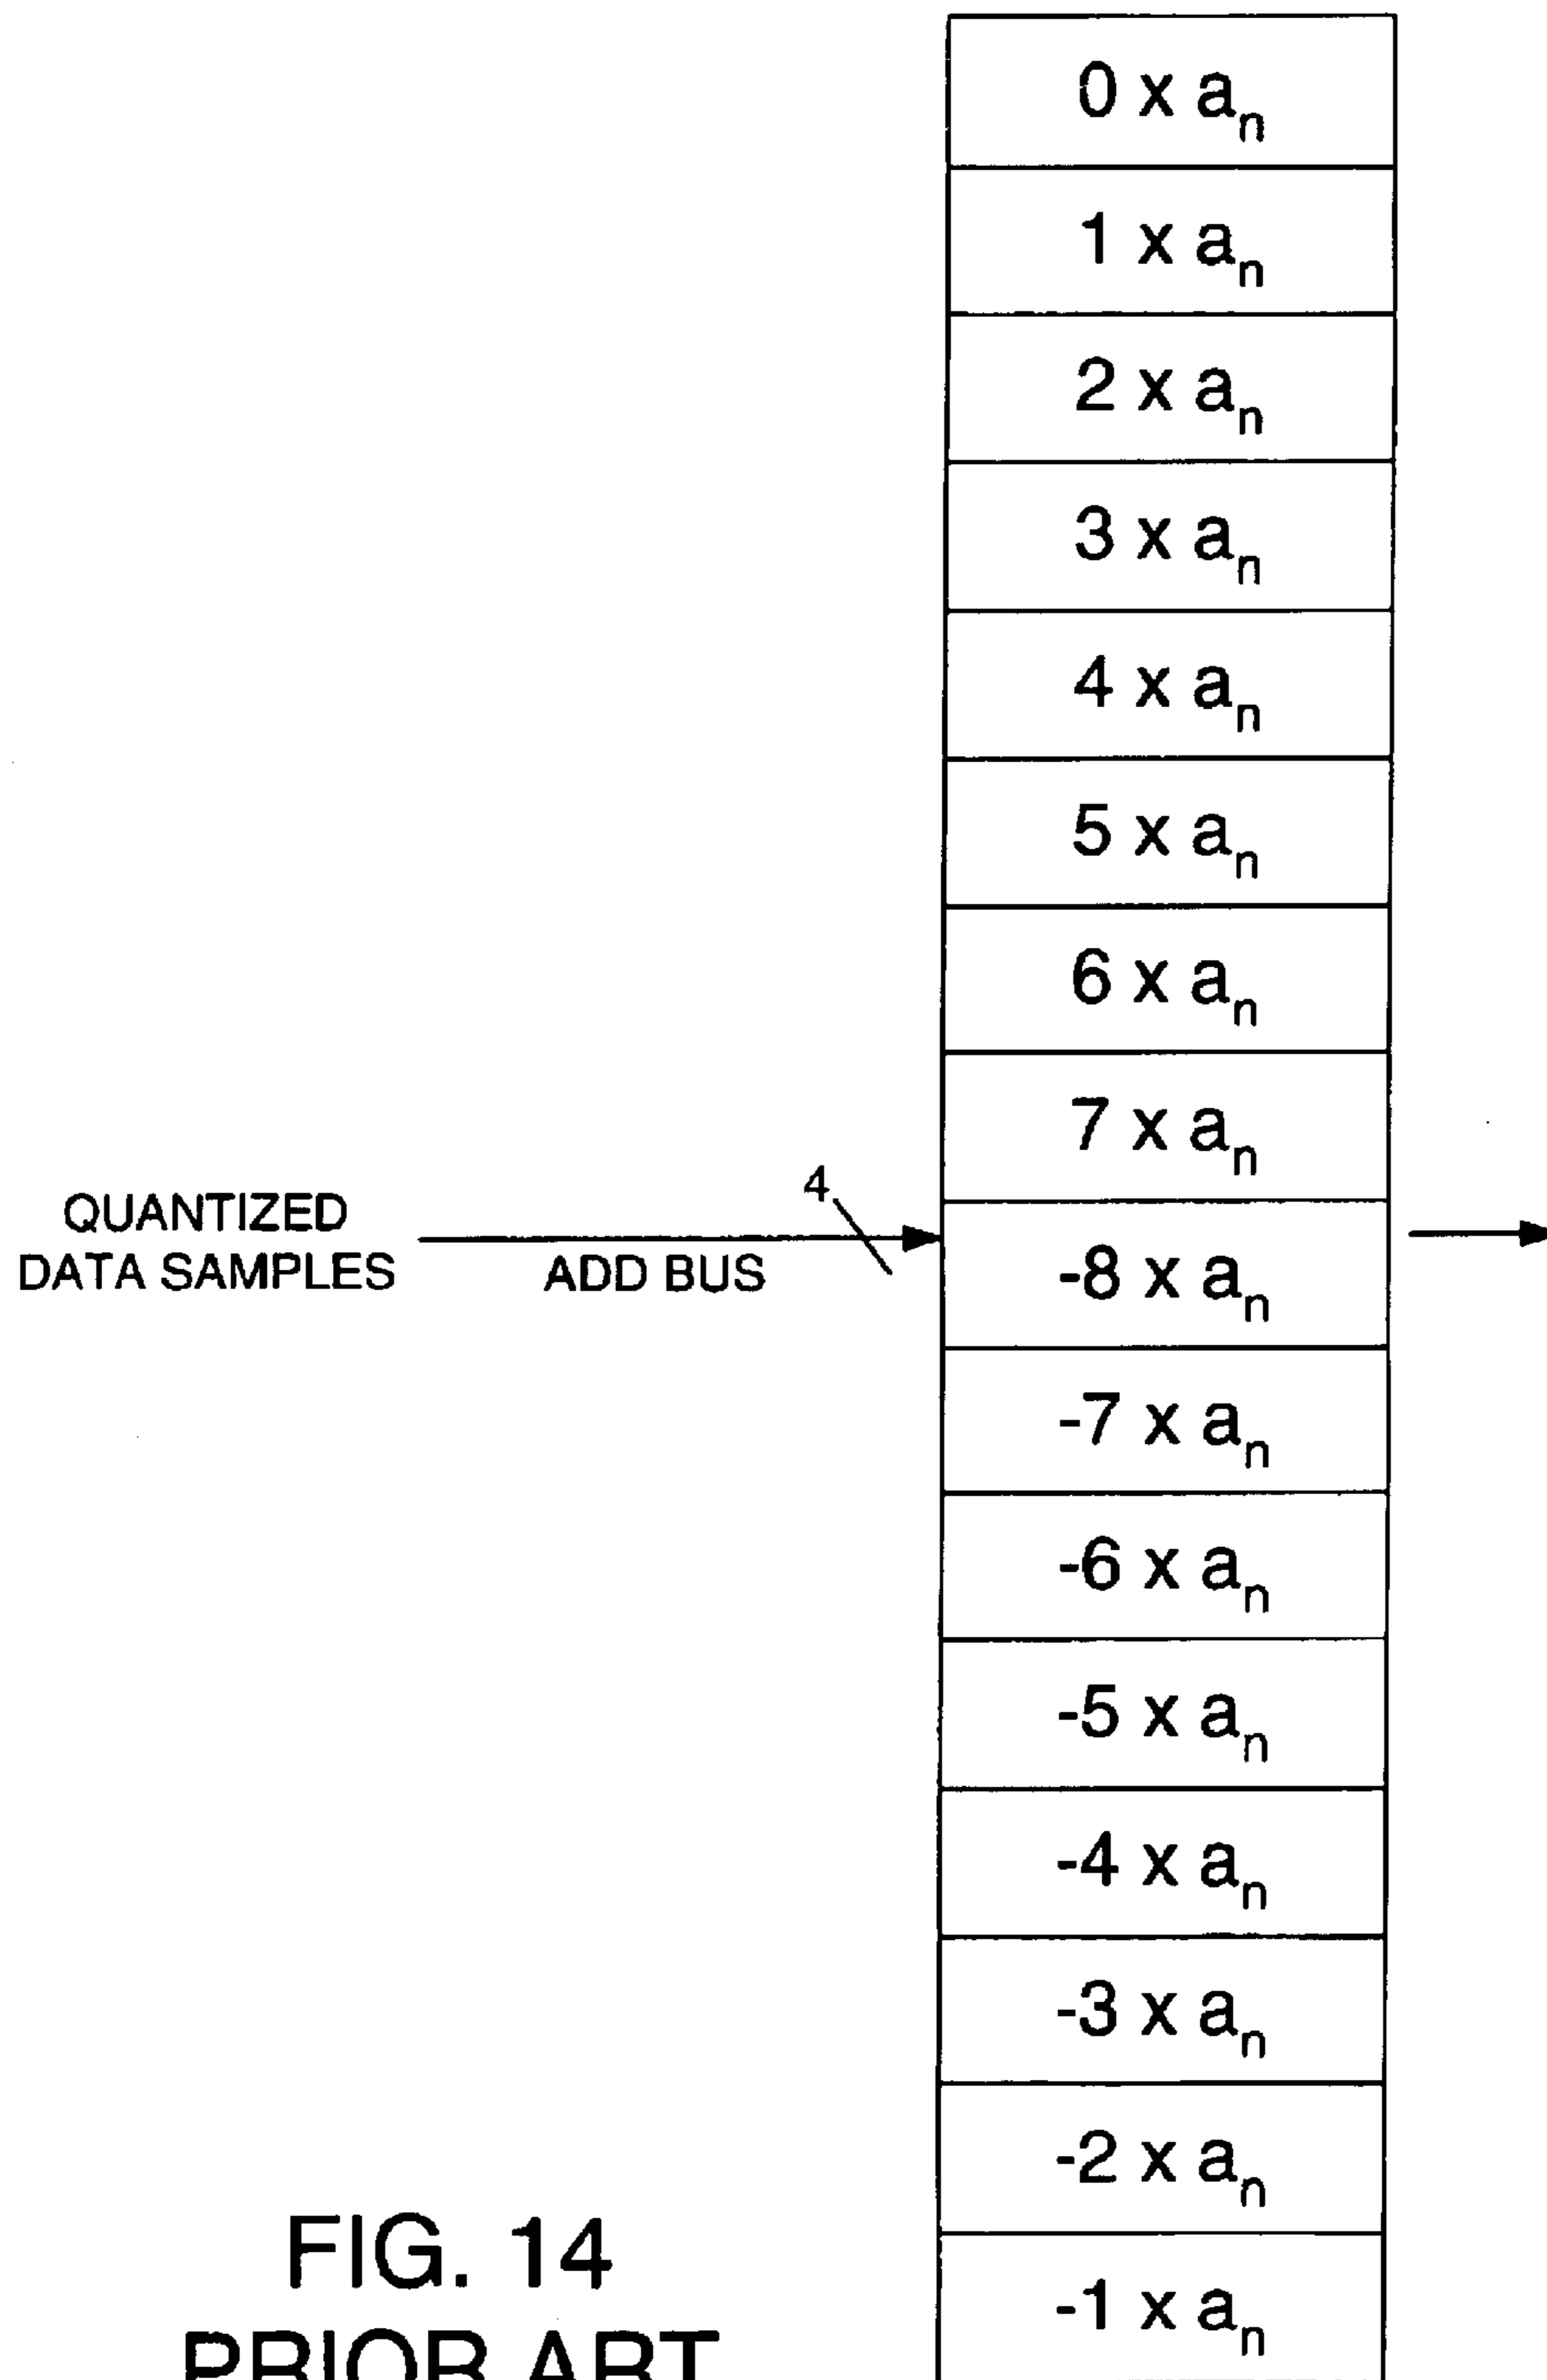 0 x aₙ
1 x aₙ
2 x aₙ
3 x aₙ
4 x aₙ
5 x aₙ
6 x aₙ
7 x aₙ
QUANTIZED
DATA SAMPLES
ADD BUS
4
-8 x aₙ
-7 x aₙ
-6 x aₙ
-5 x aₙ
-4 x aₙ
-3 x aₙ
-2 x aₙ
-1 x aₙ
FIG. 14
PRIOR ART